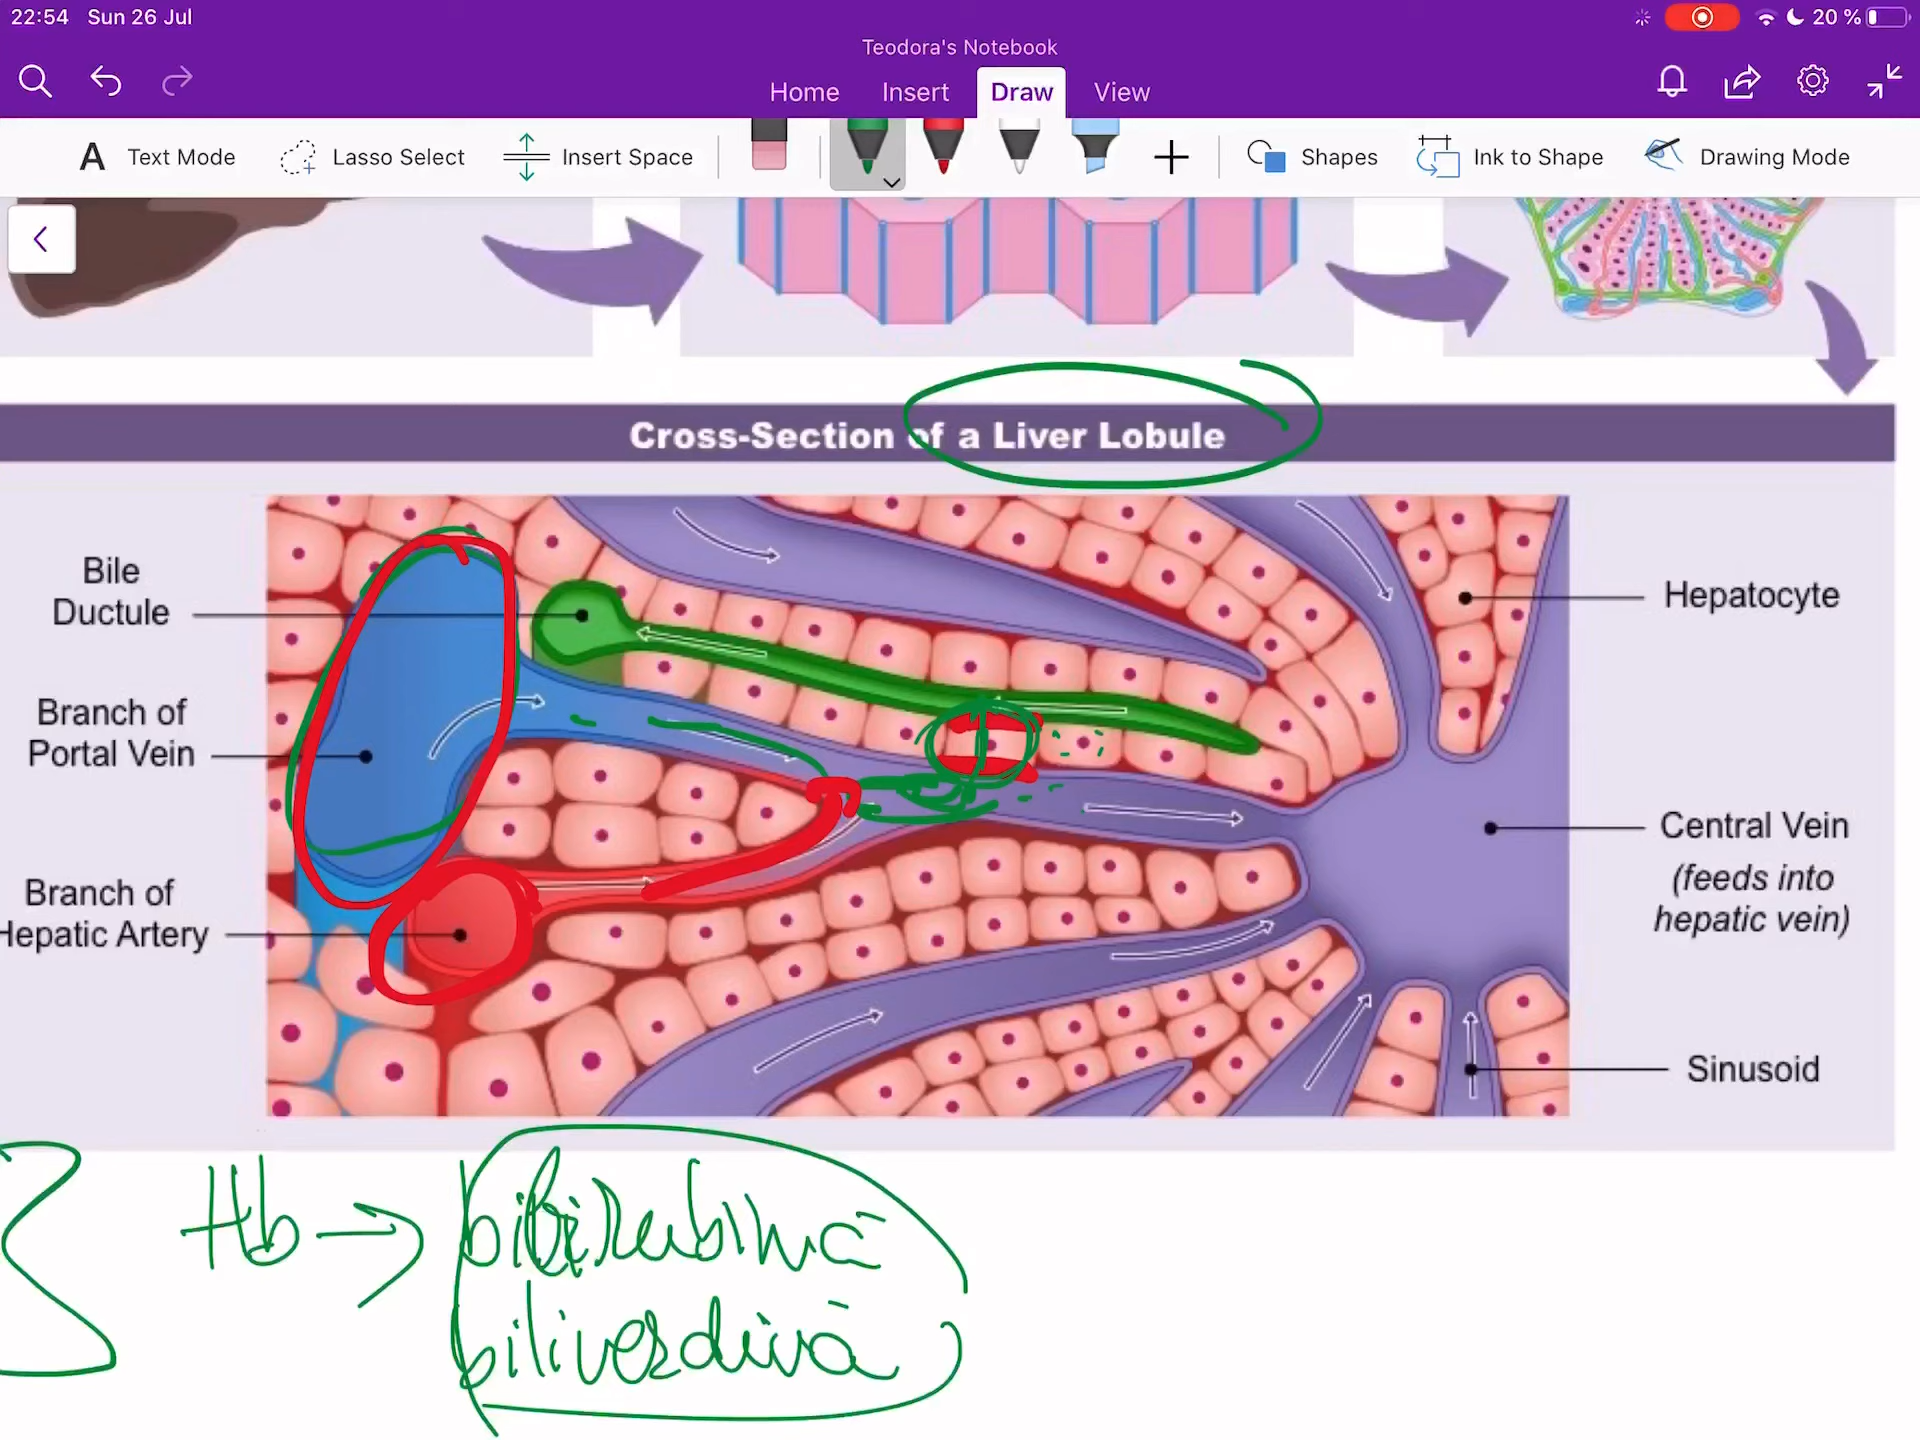 22:54 Sun 26 Jul
20 %
Teodora's Notebook
Home Insert Draw View
A Text Mode Lasso Select Insert Space Shapes Ink to Shape Drawing Mode
Cross-Section of a Liver Lobule
Bile
Ductule
Branch of
Portal Vein
Branch of
Hepatic Artery
Hepatocyte
Central Vein
(feeds into
hepatic vein)
Sinusoid
Hb → bilirubină
biliverdină